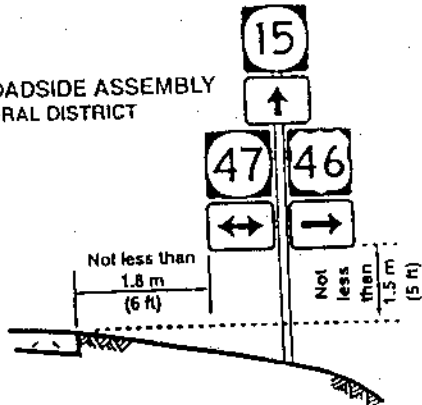 15
OADSIDE ASSEMBLY
RAL DISTRICT
47 46
Not less than
1.8 m
(6 ft)
Not
less
than
1.5 m
(5 ft)